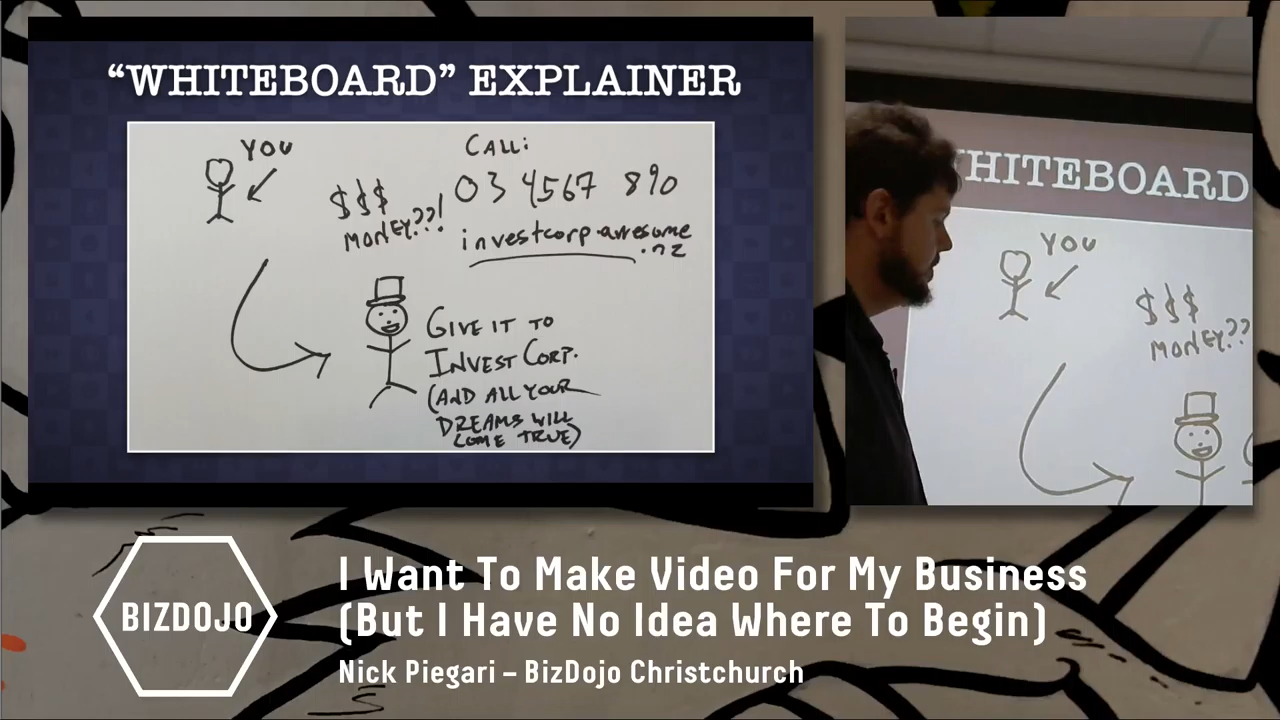 “WHITEBOARD” EXPLAINER
YOU
$$$
MONEY??!
CALL:
03 4567 890
investcorp.awesome
.nz
GIVE IT TO
INVEST CORP.
(AND ALL YOUR
DREAMS WILL
COME TRUE)
WHITEBOARD
YOU
$$$
MONEY??
BIZDOJO
I Want To Make Video For My Business
(But I Have No Idea Where To Begin)
Nick Piegari – BizDojo Christchurch